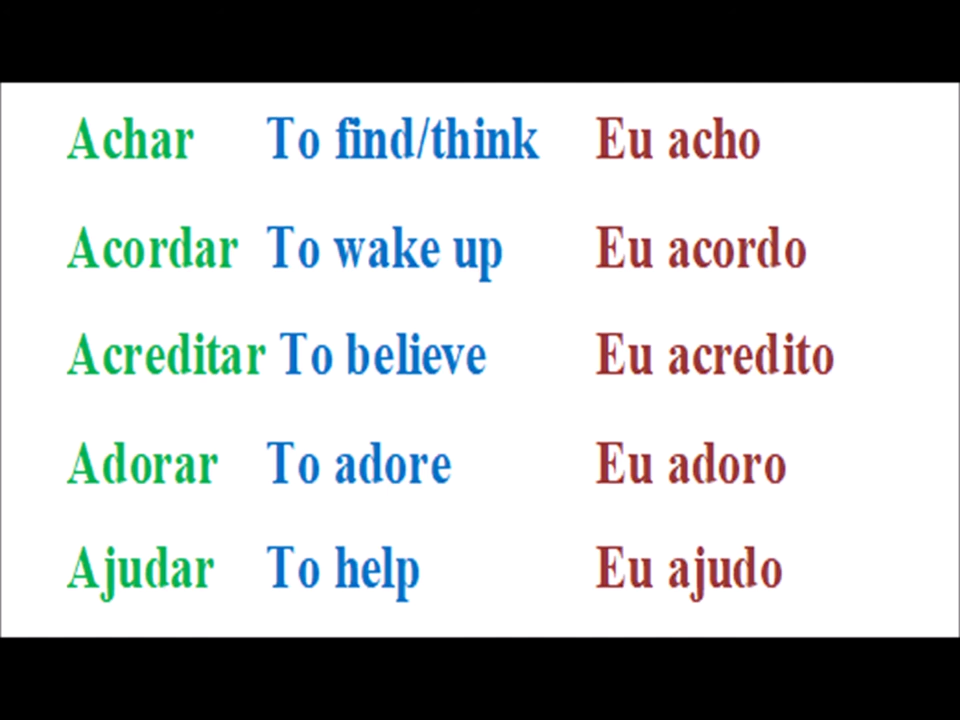 Achar To find/think Eu acho
Acordar To wake up Eu acordo
Acreditar To believe Eu acredito
Adorar To adore Eu adoro
Ajudar To help Eu ajudo